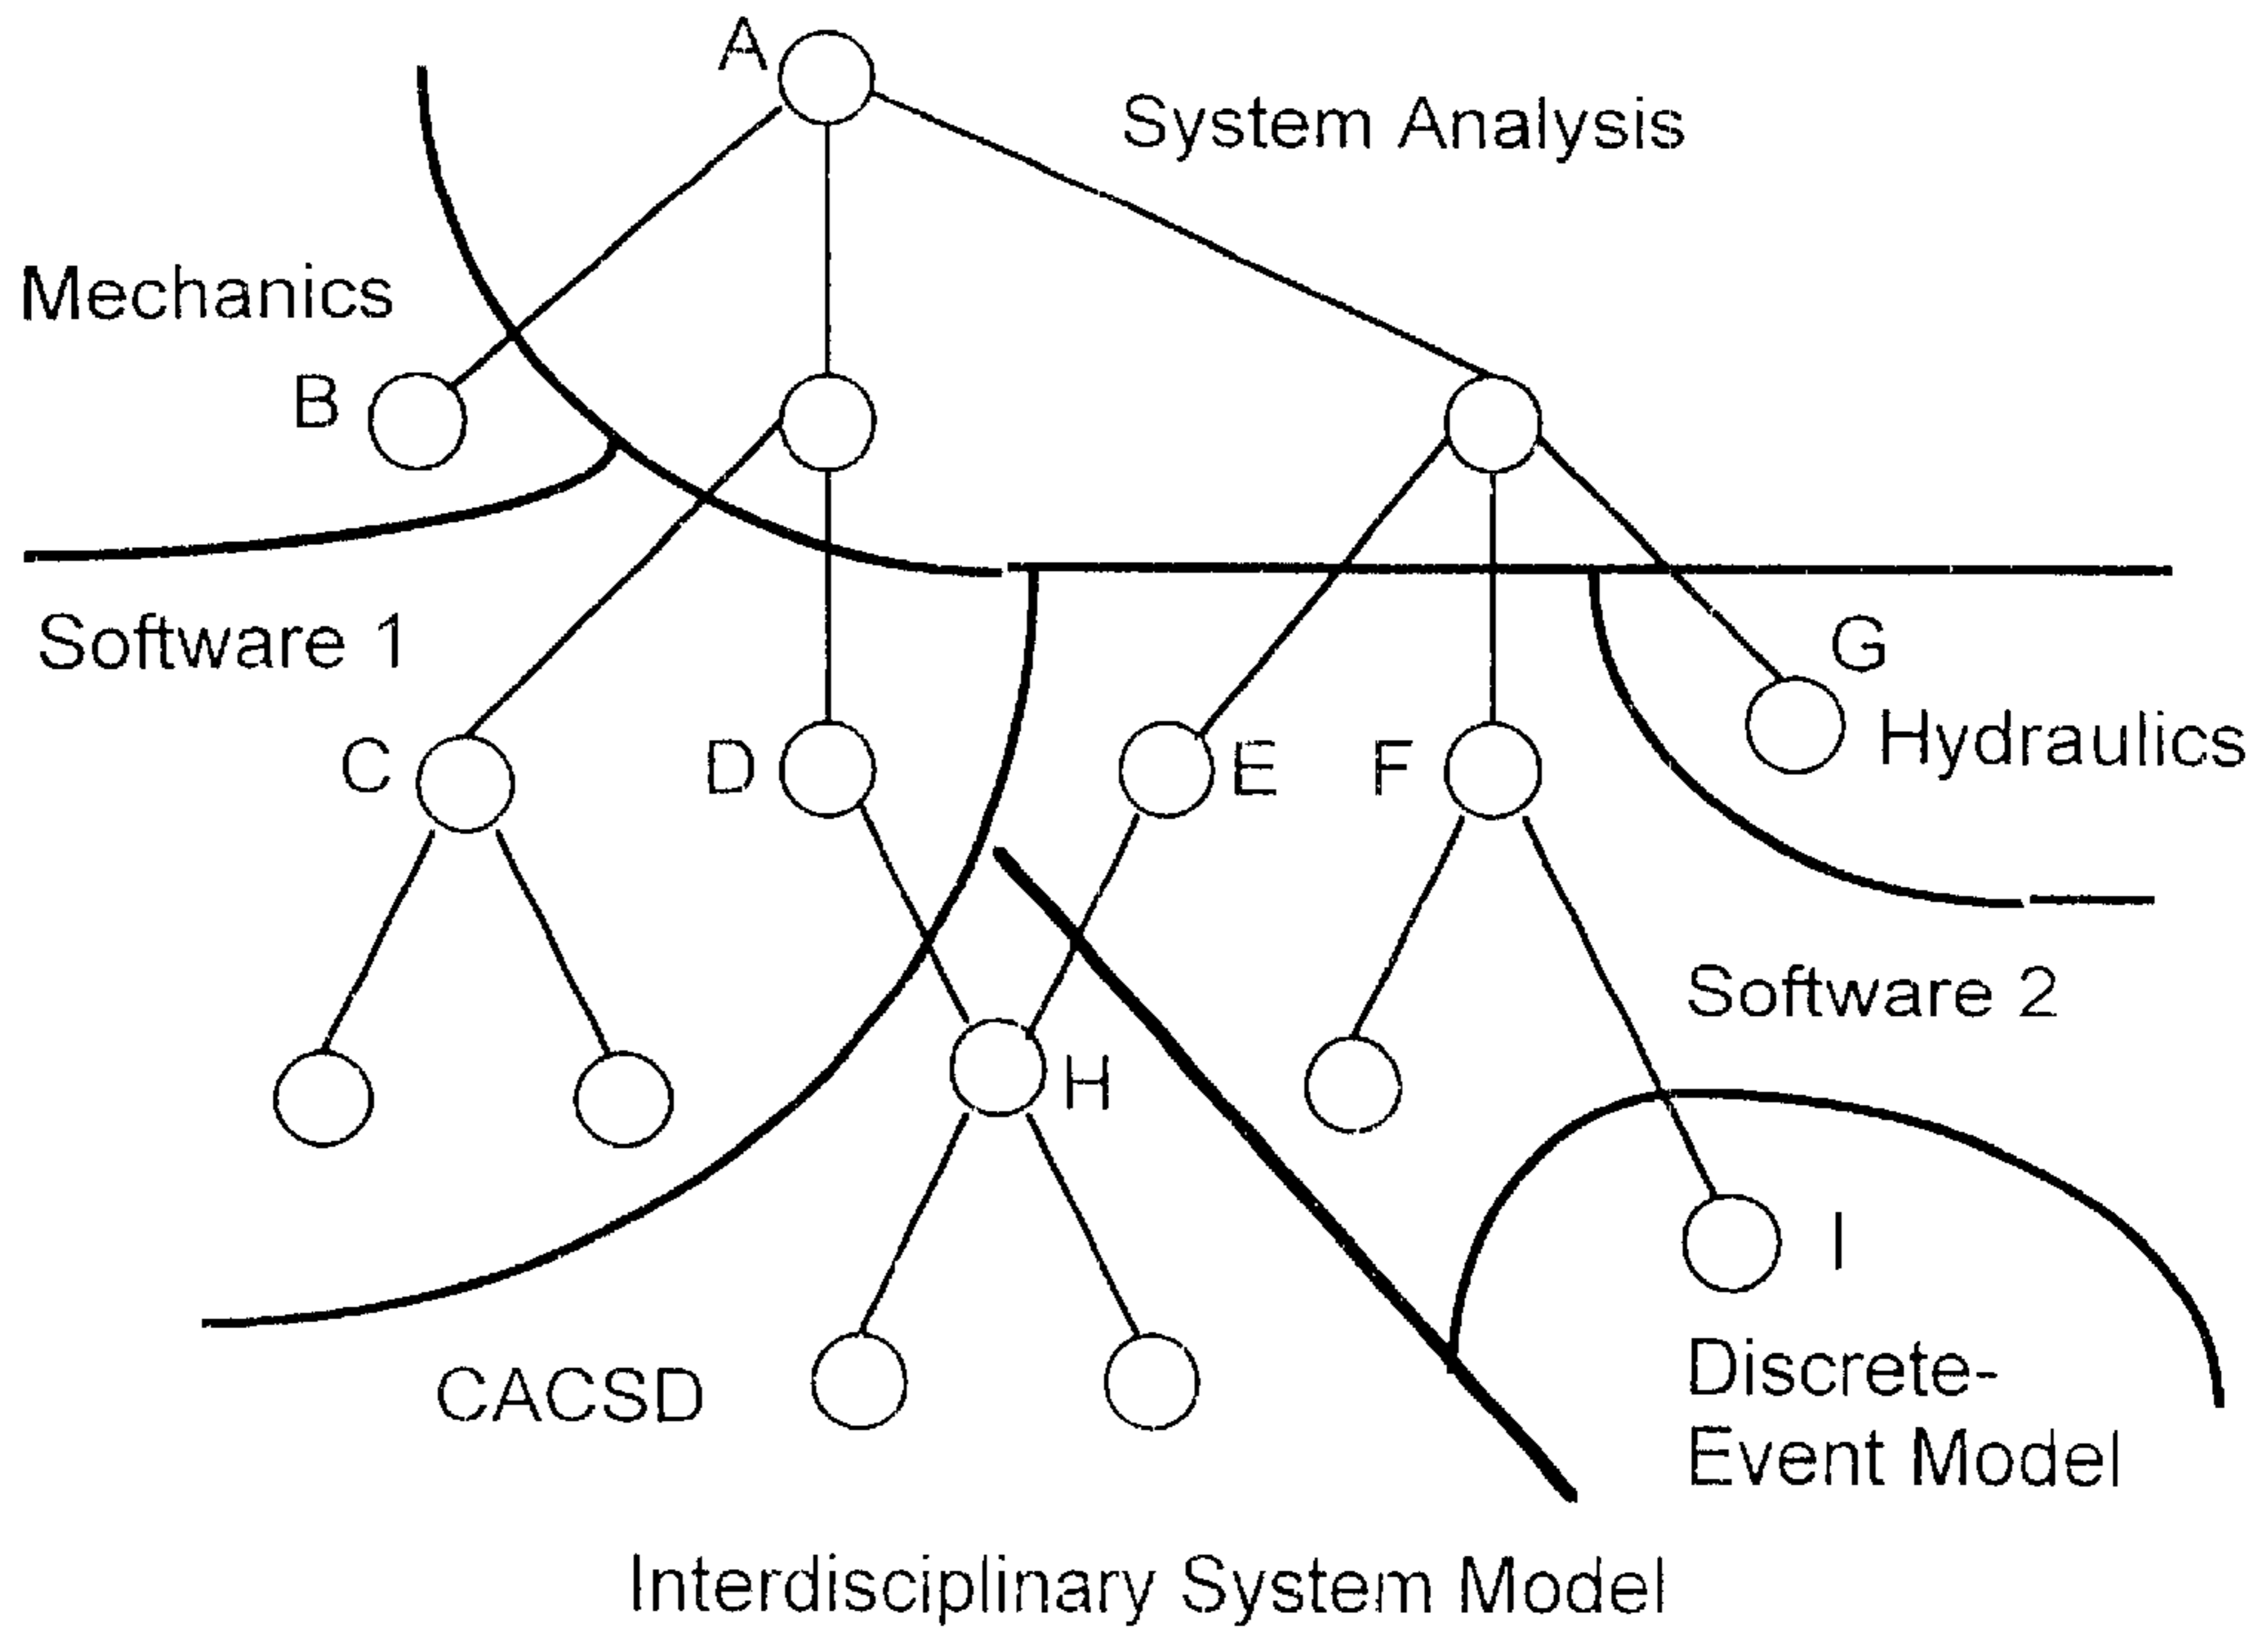 A
System Analysis
Mechanics
B
Software 1
G
Hydraulics
C
D
E
F
Software 2
H
I
CACSD
Discrete-
Event Model
Interdisciplinary System Model